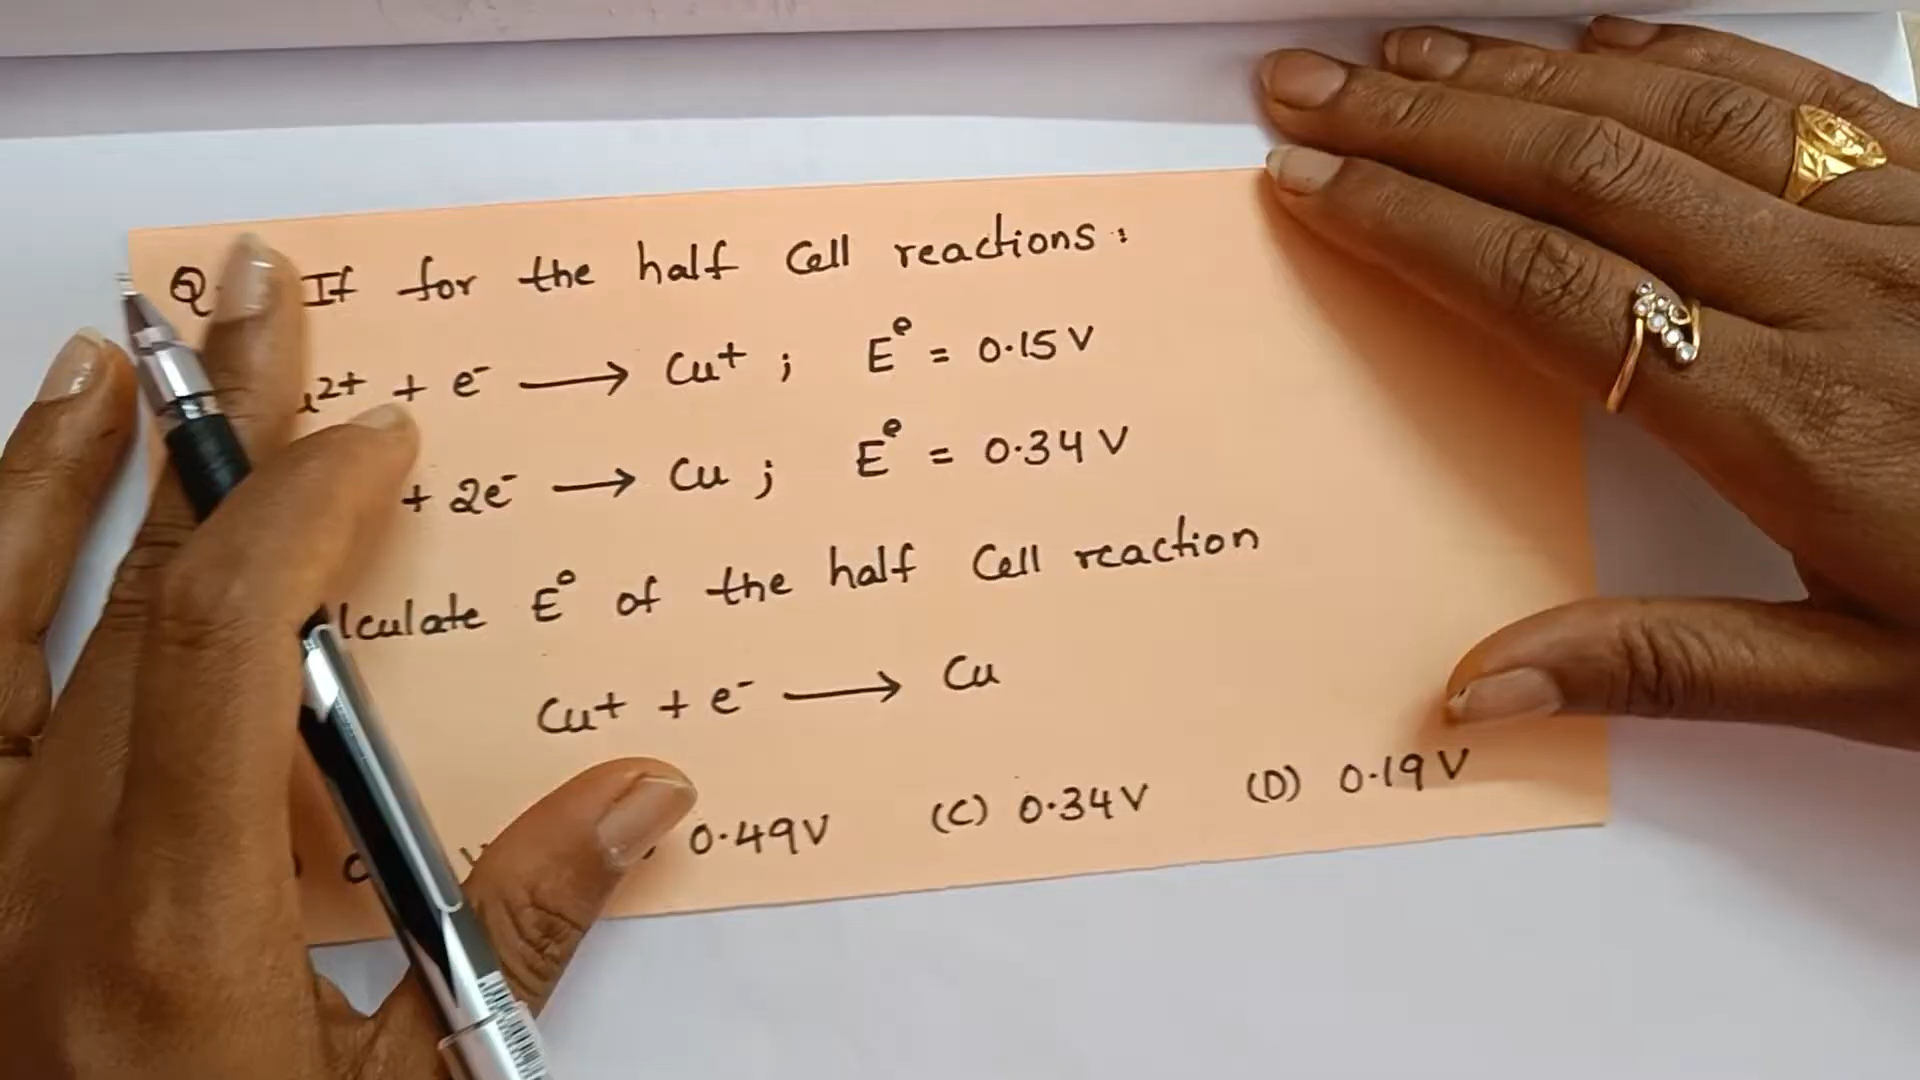 Q. If for the half Cell reactions:
²⁺ + e⁻ ⟶ Cu⁺ ; E° = 0.15 V
+ 2e⁻ ⟶ Cu ; E° = 0.34 V
lculate E° of the half Cell reaction
Cu⁺ + e⁻ ⟶ Cu
0.49V (C) 0.34V (D) 0.19V